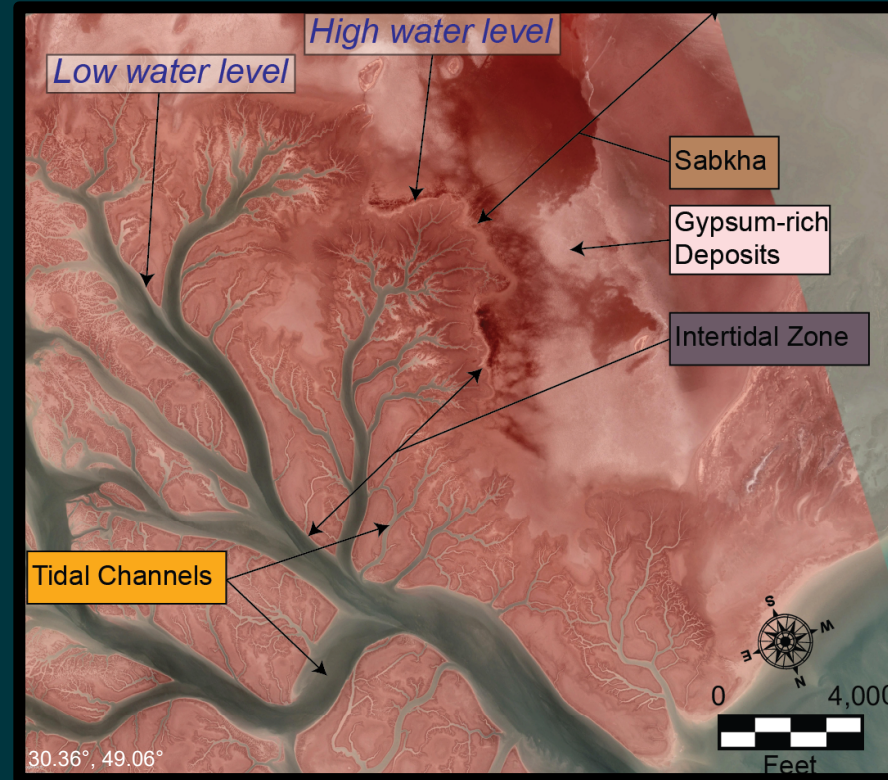 High water level
Low water level
Sabkha
Gypsum-rich
Deposits
Intertidal Zone
Tidal Channels
S
W
E
N
0
4,000
Feet
30.36°, 49.06°